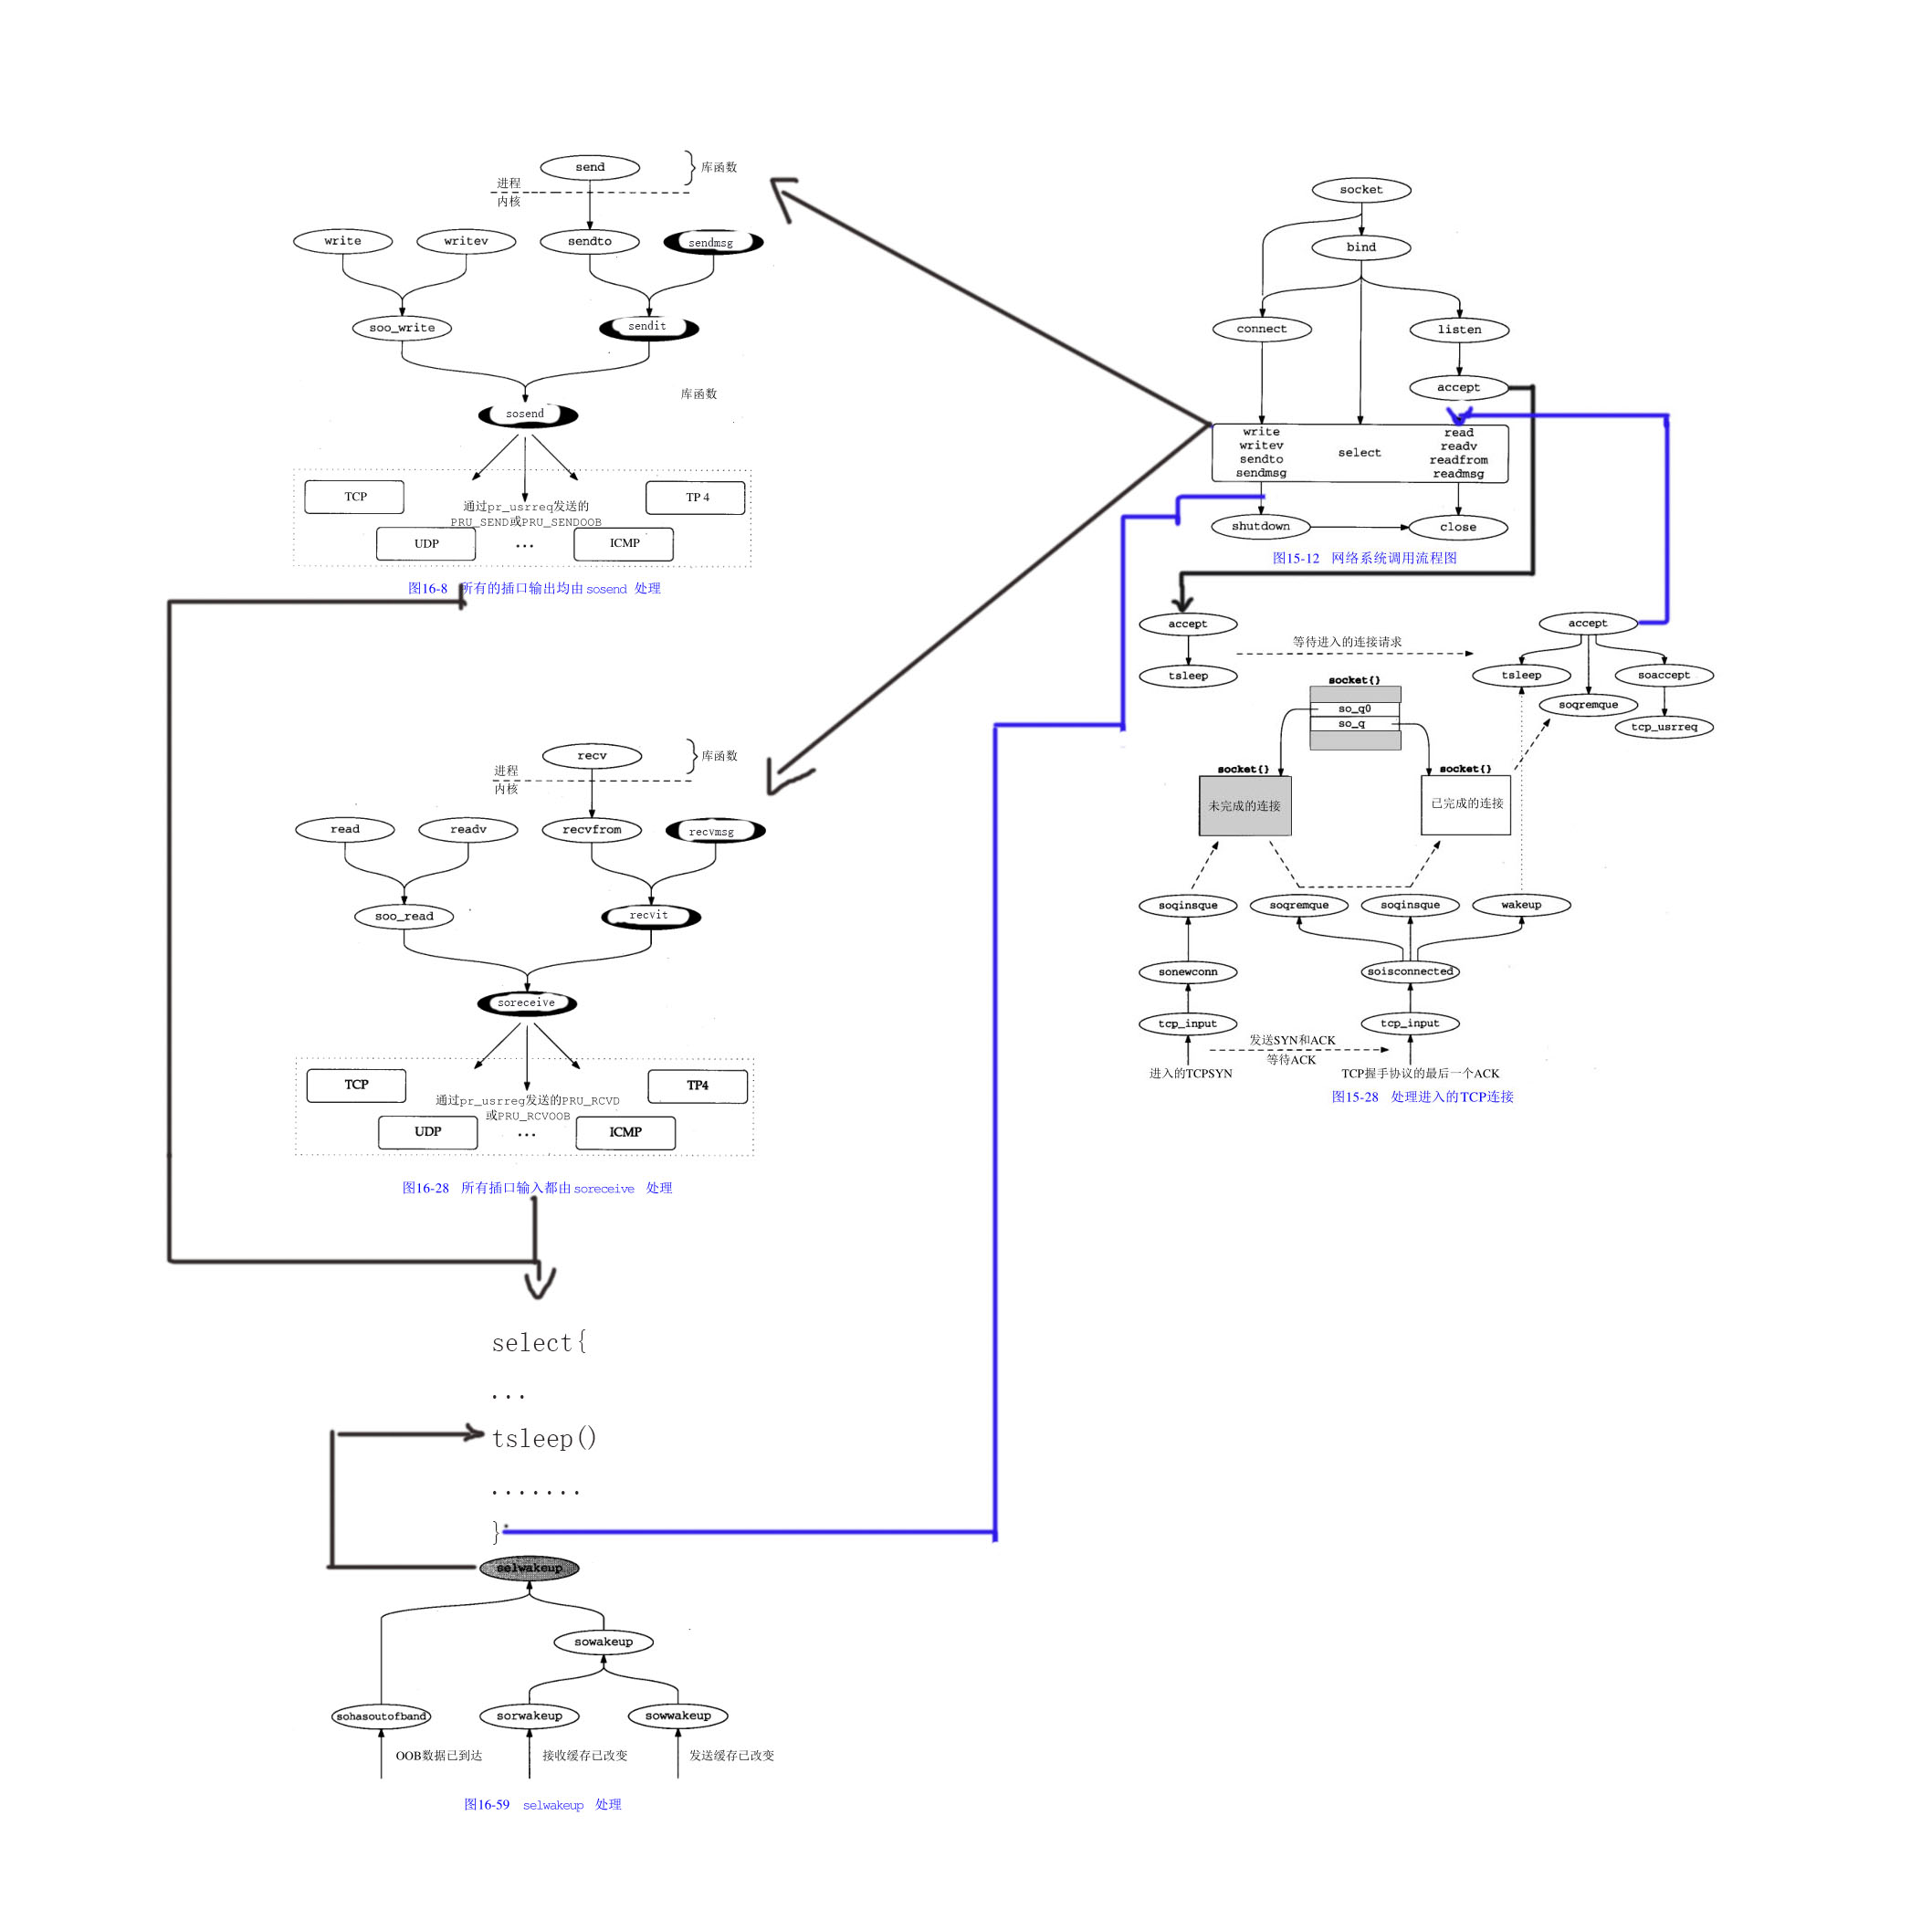 send
库函数
进程
内核
write
writev
sendto
sendmsg
soo_write
sendit
库函数
sosend
TCP
TP 4
通过pr_usrreq发送的
PRU_SEND或PRU_SENDOOB
UDP
...
ICMP
图16-8 所有的插口输出均由sosend 处理
recv
库函数
进程
内核
read
readv
recvfrom
recvmsg
soo_read
recvit
soreceive
TCP
TP4
通过pr_usrreg发送的PRU_RCVD
或PRU_RCVOOB
UDP
...
ICMP
图16-28 所有插口输入都由soreceive 处理
select{
...
tsleep()
.......
}
selwakeup
sowakeup
sohasoutofband
sorwakeup
sowwakeup
OOB数据已到达
接收缓存已改变
发送缓存已改变
图16-59 selwakeup 处理
socket
bind
connect
listen
accept
write
writev
sendto
sendmsg
select
read
readv
readfrom
readmsg
shutdown
close
图15-12 网络系统调用流程图
accept
等待进入的连接请求
accept
tsleep
tsleep
soaccept
soqremque
tcp_usrreq
socket{}
so_q0
so_q
socket{}
socket{}
未完成的连接
已完成的连接
soqinsque
soqremque
soqinsque
wakeup
sonewconn
soisconnected
tcp_input
tcp_input
发送SYN和ACK
等待ACK
进入的TCPSYN
TCP握手协议的最后一个ACK
图15-28 处理进入的TCP连接